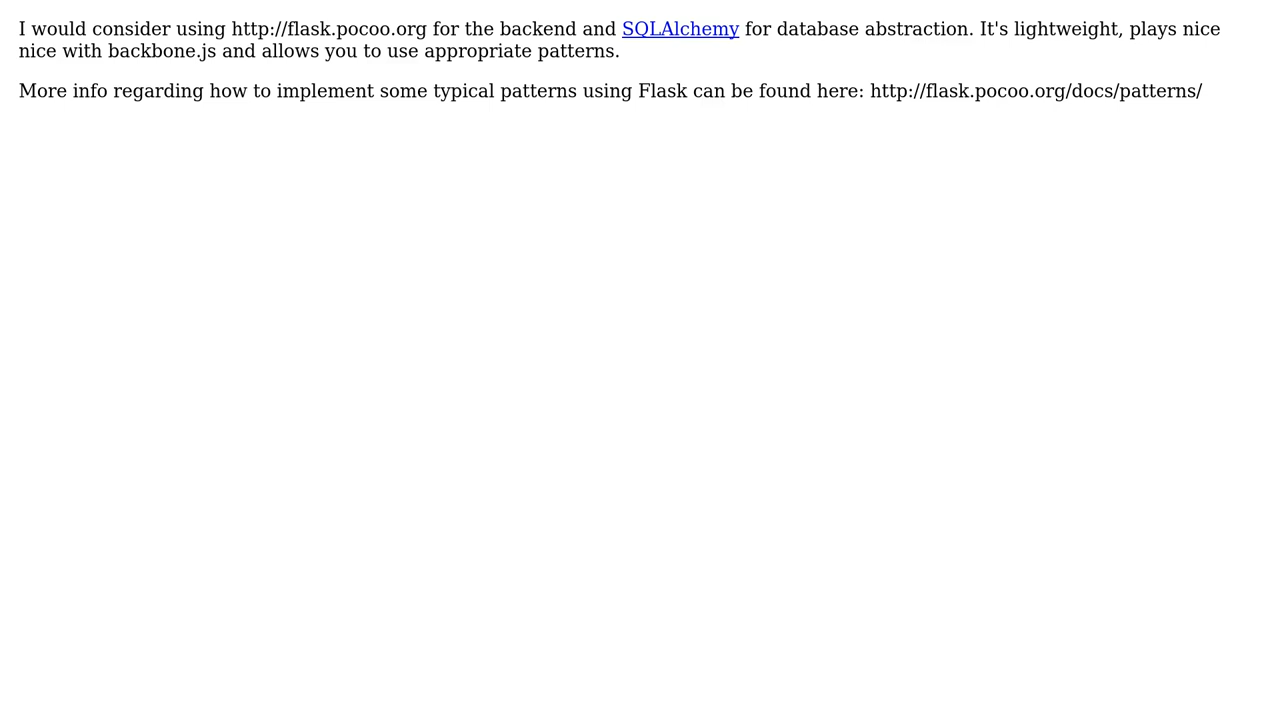 I would consider using http://flask.pocoo.org for the backend and SQLAlchemy for database abstraction. It's lightweight, plays nice
nice with backbone.js and allows you to use appropriate patterns.
More info regarding how to implement some typical patterns using Flask can be found here: http://flask.pocoo.org/docs/patterns/